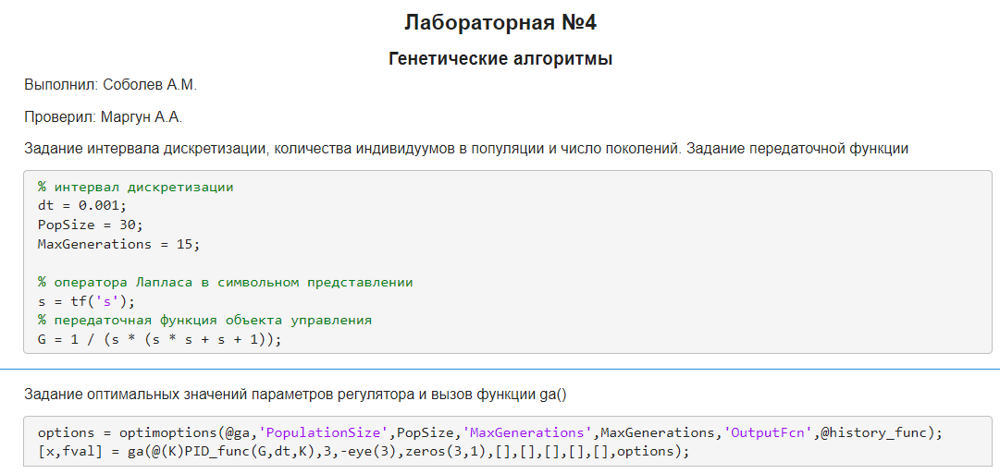 Лабораторная №4
Генетические алгоритмы
Выполнил: Соболев А.М.
Проверил: Маргун А.А.
Задание интервала дискретизации, количества индивидуумов в популяции и число поколений. Задание передаточной функции
% интервал дискретизации
dt = 0.001;
PopSize = 30;
MaxGenerations = 15;
% оператора Лапласа в символьном представлении
s = tf('s');
% передаточная функция объекта управления
G = 1 / (s * (s * s + s + 1));
Задание оптимальных значений параметров регулятора и вызов функции ga()
options = optimoptions(@ga,'PopulationSize',PopSize,'MaxGenerations',MaxGenerations,'OutputFcn',@history_func);
[x,fval] = ga(@(K)PID_func(G,dt,K),3,-eye(3),zeros(3,1),[],[],[],[],[],options);